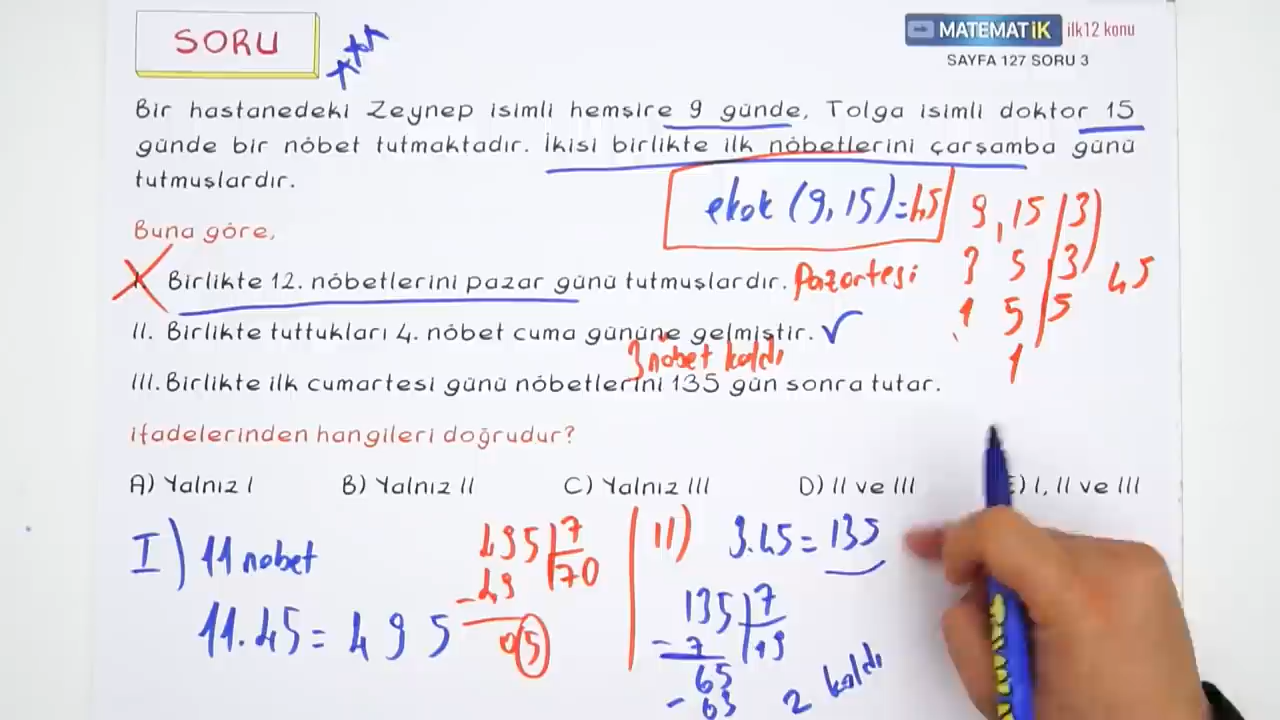 SORU
MATEMATİK ilk12 konu
SAYFA 127 SORU 3
Bir hastanedeki Zeynep isimli hemşire 9 günde, Tolga isimli doktor 15
günde bir nöbet tutmaktadır. İkisi birlikte ilk nöbetlerini çarşamba günü
tutmuşlardır.
ekok (9,15)=45
9, 15 | 3
3 5 | 3
1 5 | 5
1
45
Buna göre,
I. Birlikte 12. nöbetlerini pazar günü tutmuşlardır. Pazartesi
II. Birlikte tuttukları 4. nöbet cuma gününe gelmiştir. ✓
3 nöbet kaldı
III. Birlikte ilk cumartesi günü nöbetlerini 135 gün sonra tutar.
ifadelerinden hangileri doğrudur?
A) Yalnız I B) Yalnız II C) Yalnız III D) II ve III E) I, II ve III
I) 11 nöbet
11.45 = 495
495 | 7
- 49 | 70
05
II) 3.45 = 135
135 | 7
- 7 | 19
65
- 63
2 kaldı